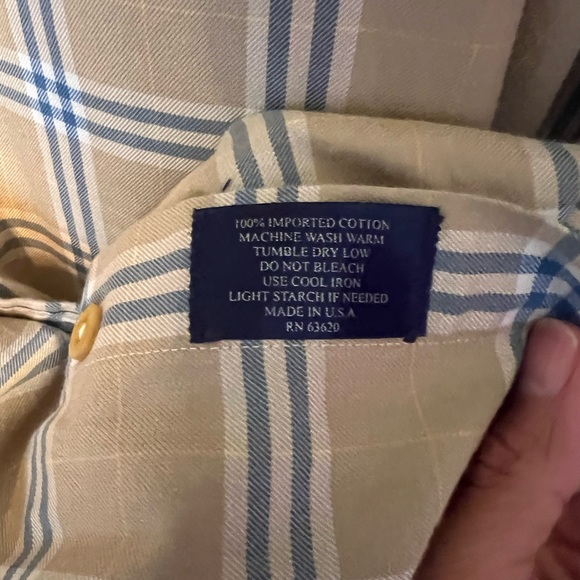 100% IMPORTED COTTON
MACHINE WASH WARM
TUMBLE DRY LOW
DO NOT BLEACH
USE COOL IRON
LIGHT STARCH IF NEEDED
MADE IN U.S.A
RN 63620